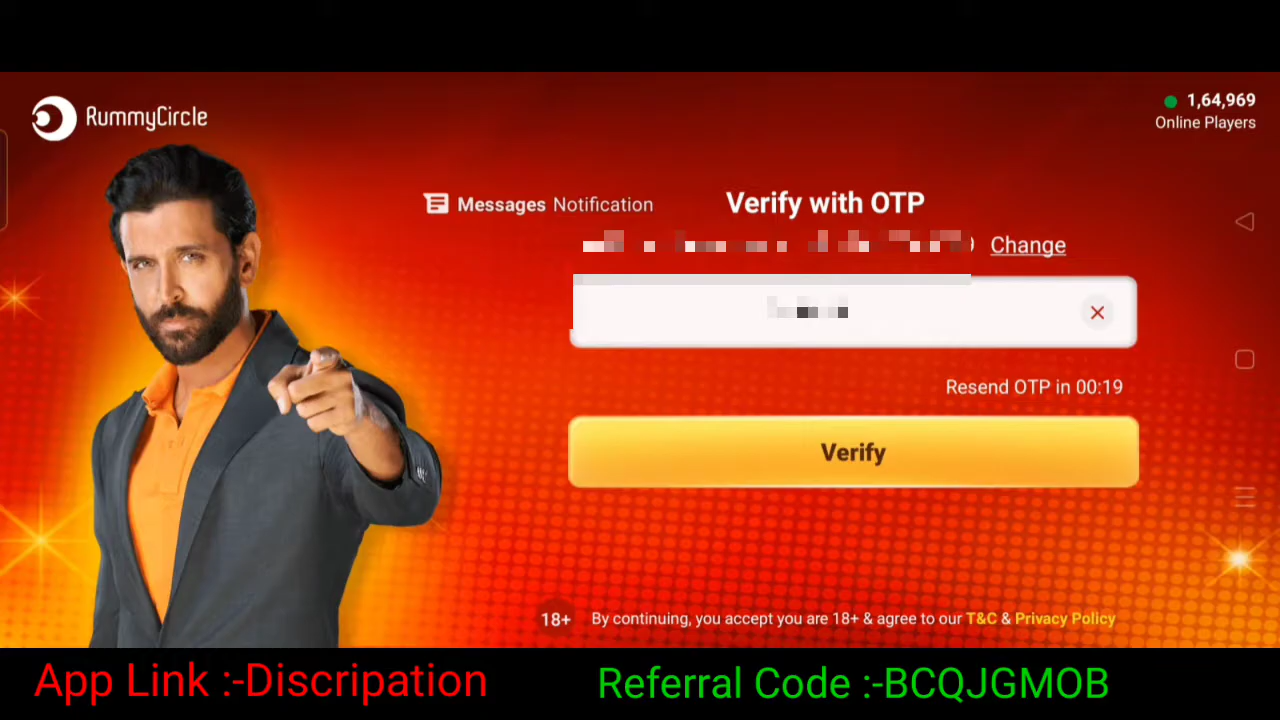 RummyCircle
1,64,969
Online Players
Messages Notification
Verify with OTP
Change
Resend OTP in 00:19
Verify
18+ By continuing, you accept you are 18+ & agree to our T&C & Privacy Policy
App Link :-Discripation
Referral Code :-BCQJGMOB